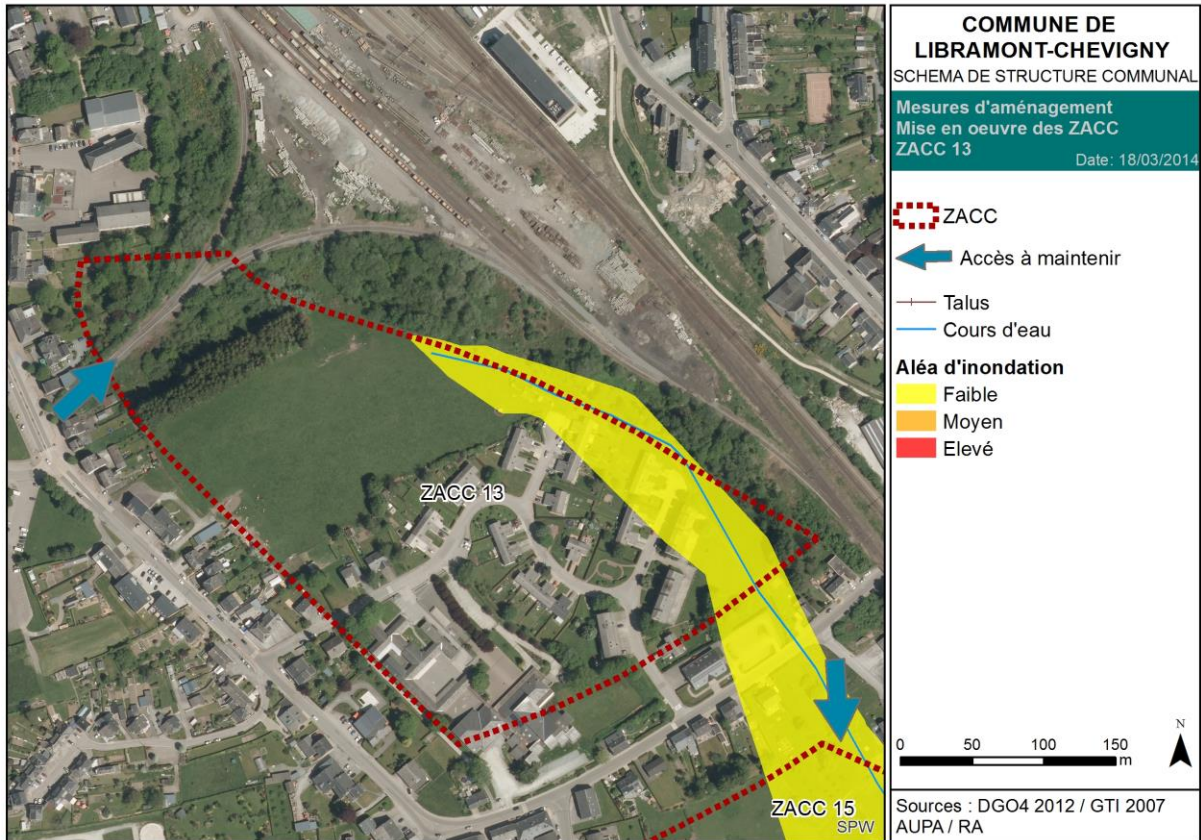 ZACC 13
ZACC 15
SPW
COMMUNE DE
LIBRAMONT-CHEVIGNY
SCHEMA DE STRUCTURE COMMUNAL
Mesures d'aménagement
Mise en oeuvre des ZACC
ZACC 13
Date: 18/03/2014
ZACC
Accès à maintenir
Talus
Cours d'eau
Aléa d'inondation
Faible
Moyen
Elevé
N
0 50 100 150
m
Sources : DGO4 2012 / GTI 2007
AUPA / RA